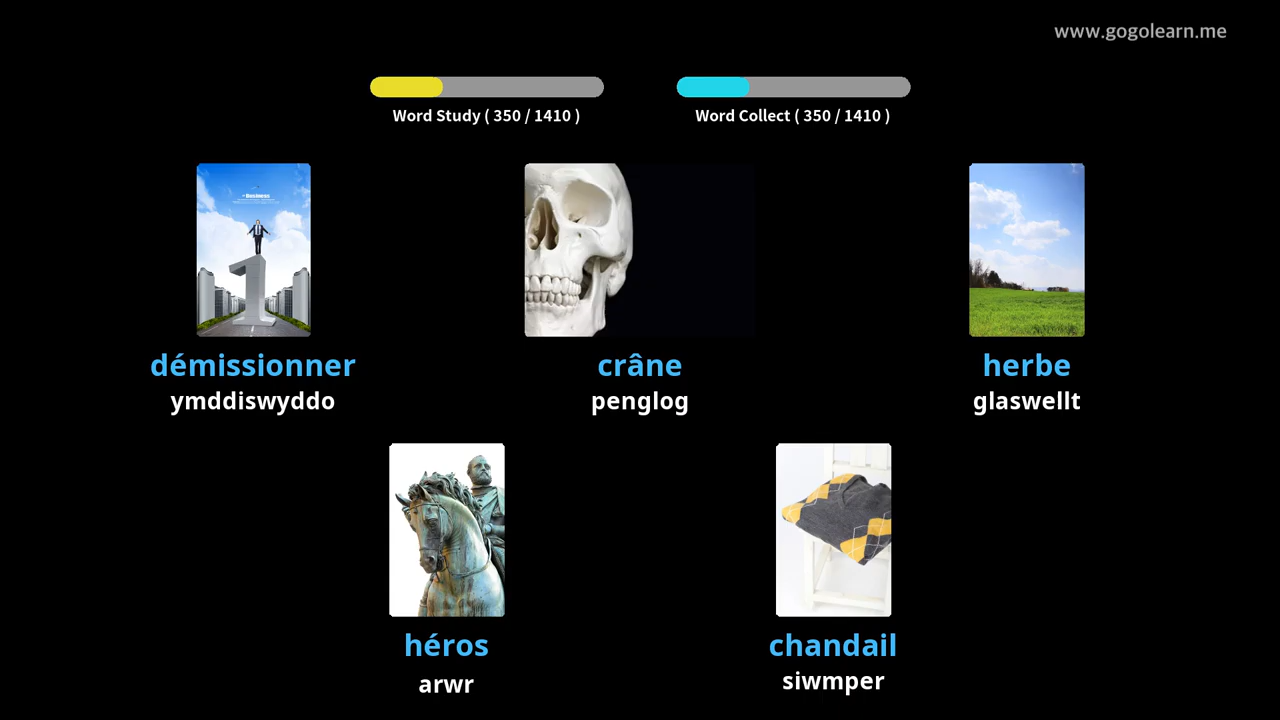 www.gogolearn.me
Word Study ( 350 / 1410 )
Word Collect ( 350 / 1410 )
Business
démissionner
ymddiswyddo
crâne
penglog
herbe
glaswellt
héros
arwr
chandail
siwmper